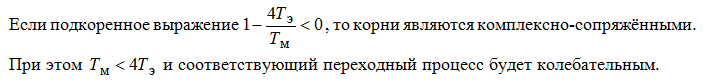 Если подкоренное выражение 1 − 4Tэ/Tм < 0, то корни являются комплексно-сопряжёнными.
При этом Tм < 4Tэ и соответствующий переходный процесс будет колебательным.